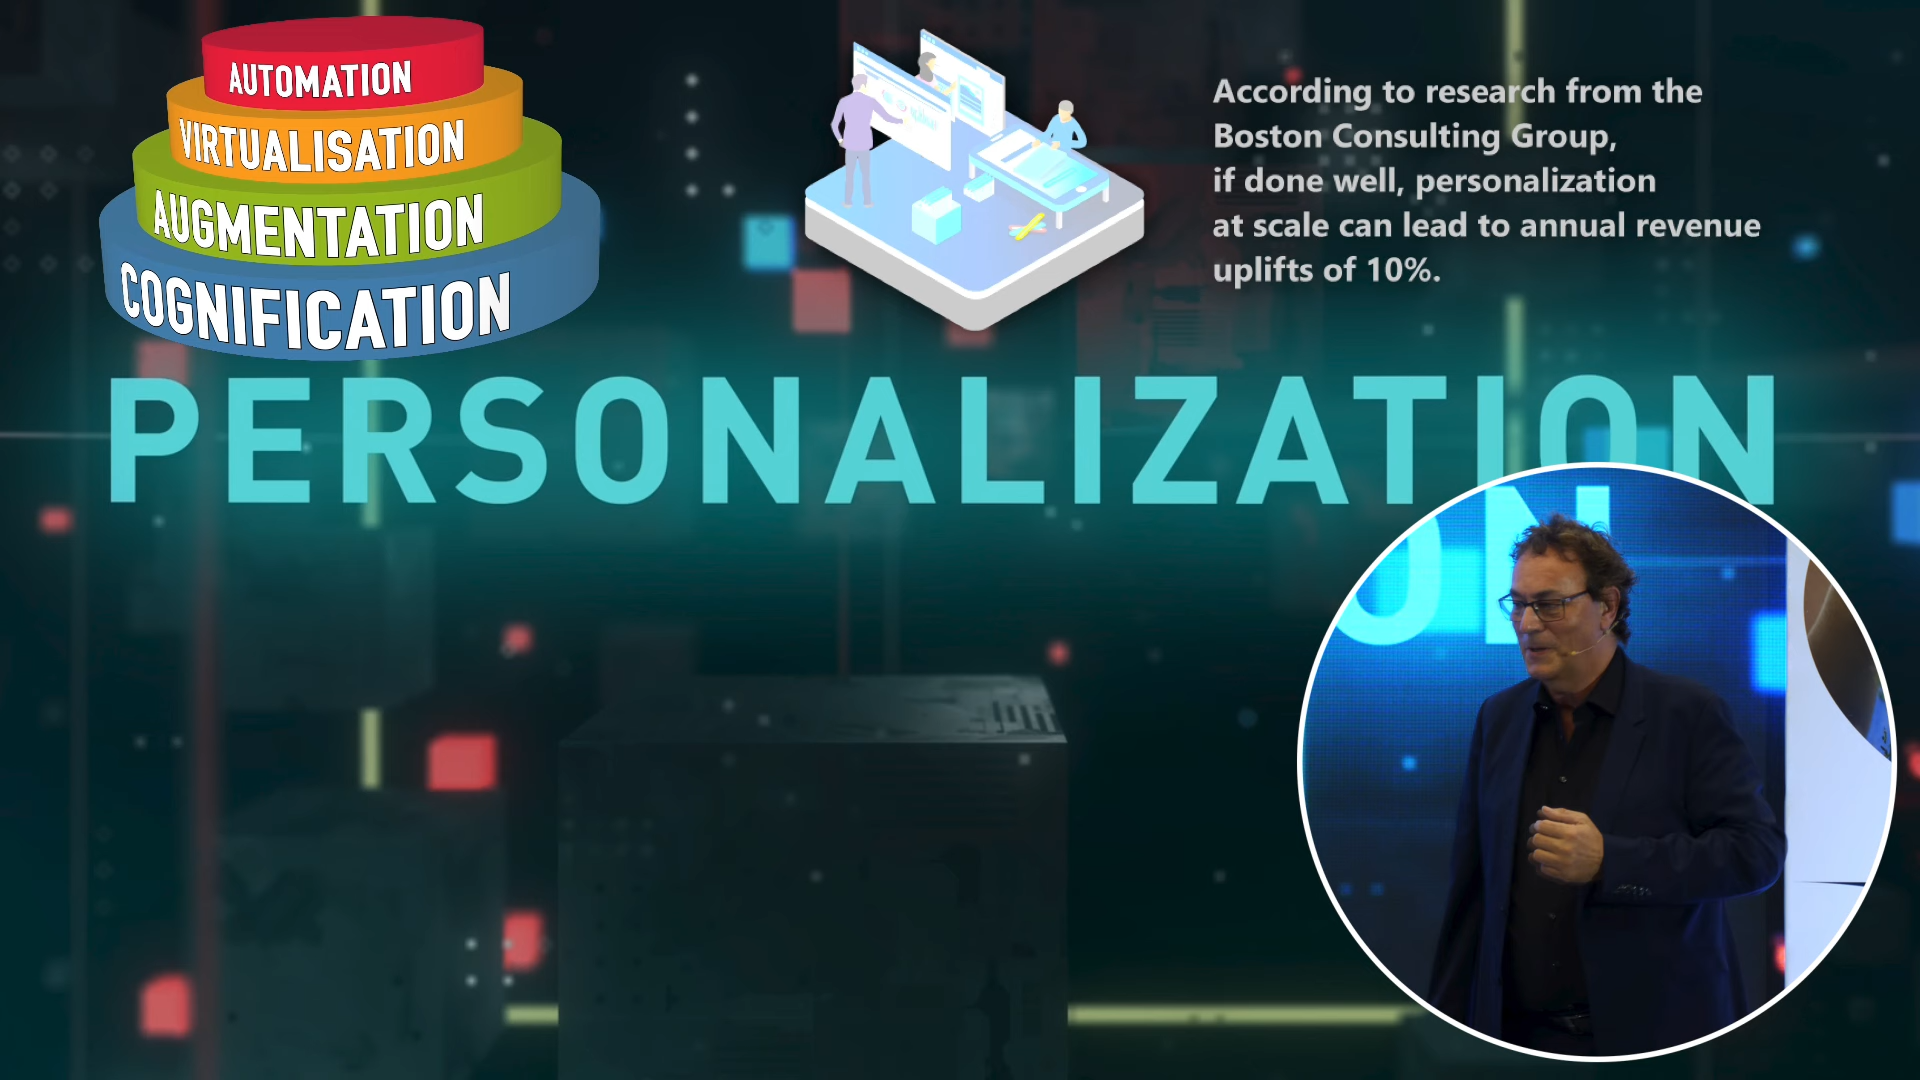 AUTOMATION
VIRTUALISATION
AUGMENTATION
COGNIFICATION
According to research from the
Boston Consulting Group,
if done well, personalization
at scale can lead to annual revenue
uplifts of 10%.
PERSONALIZATION
ON